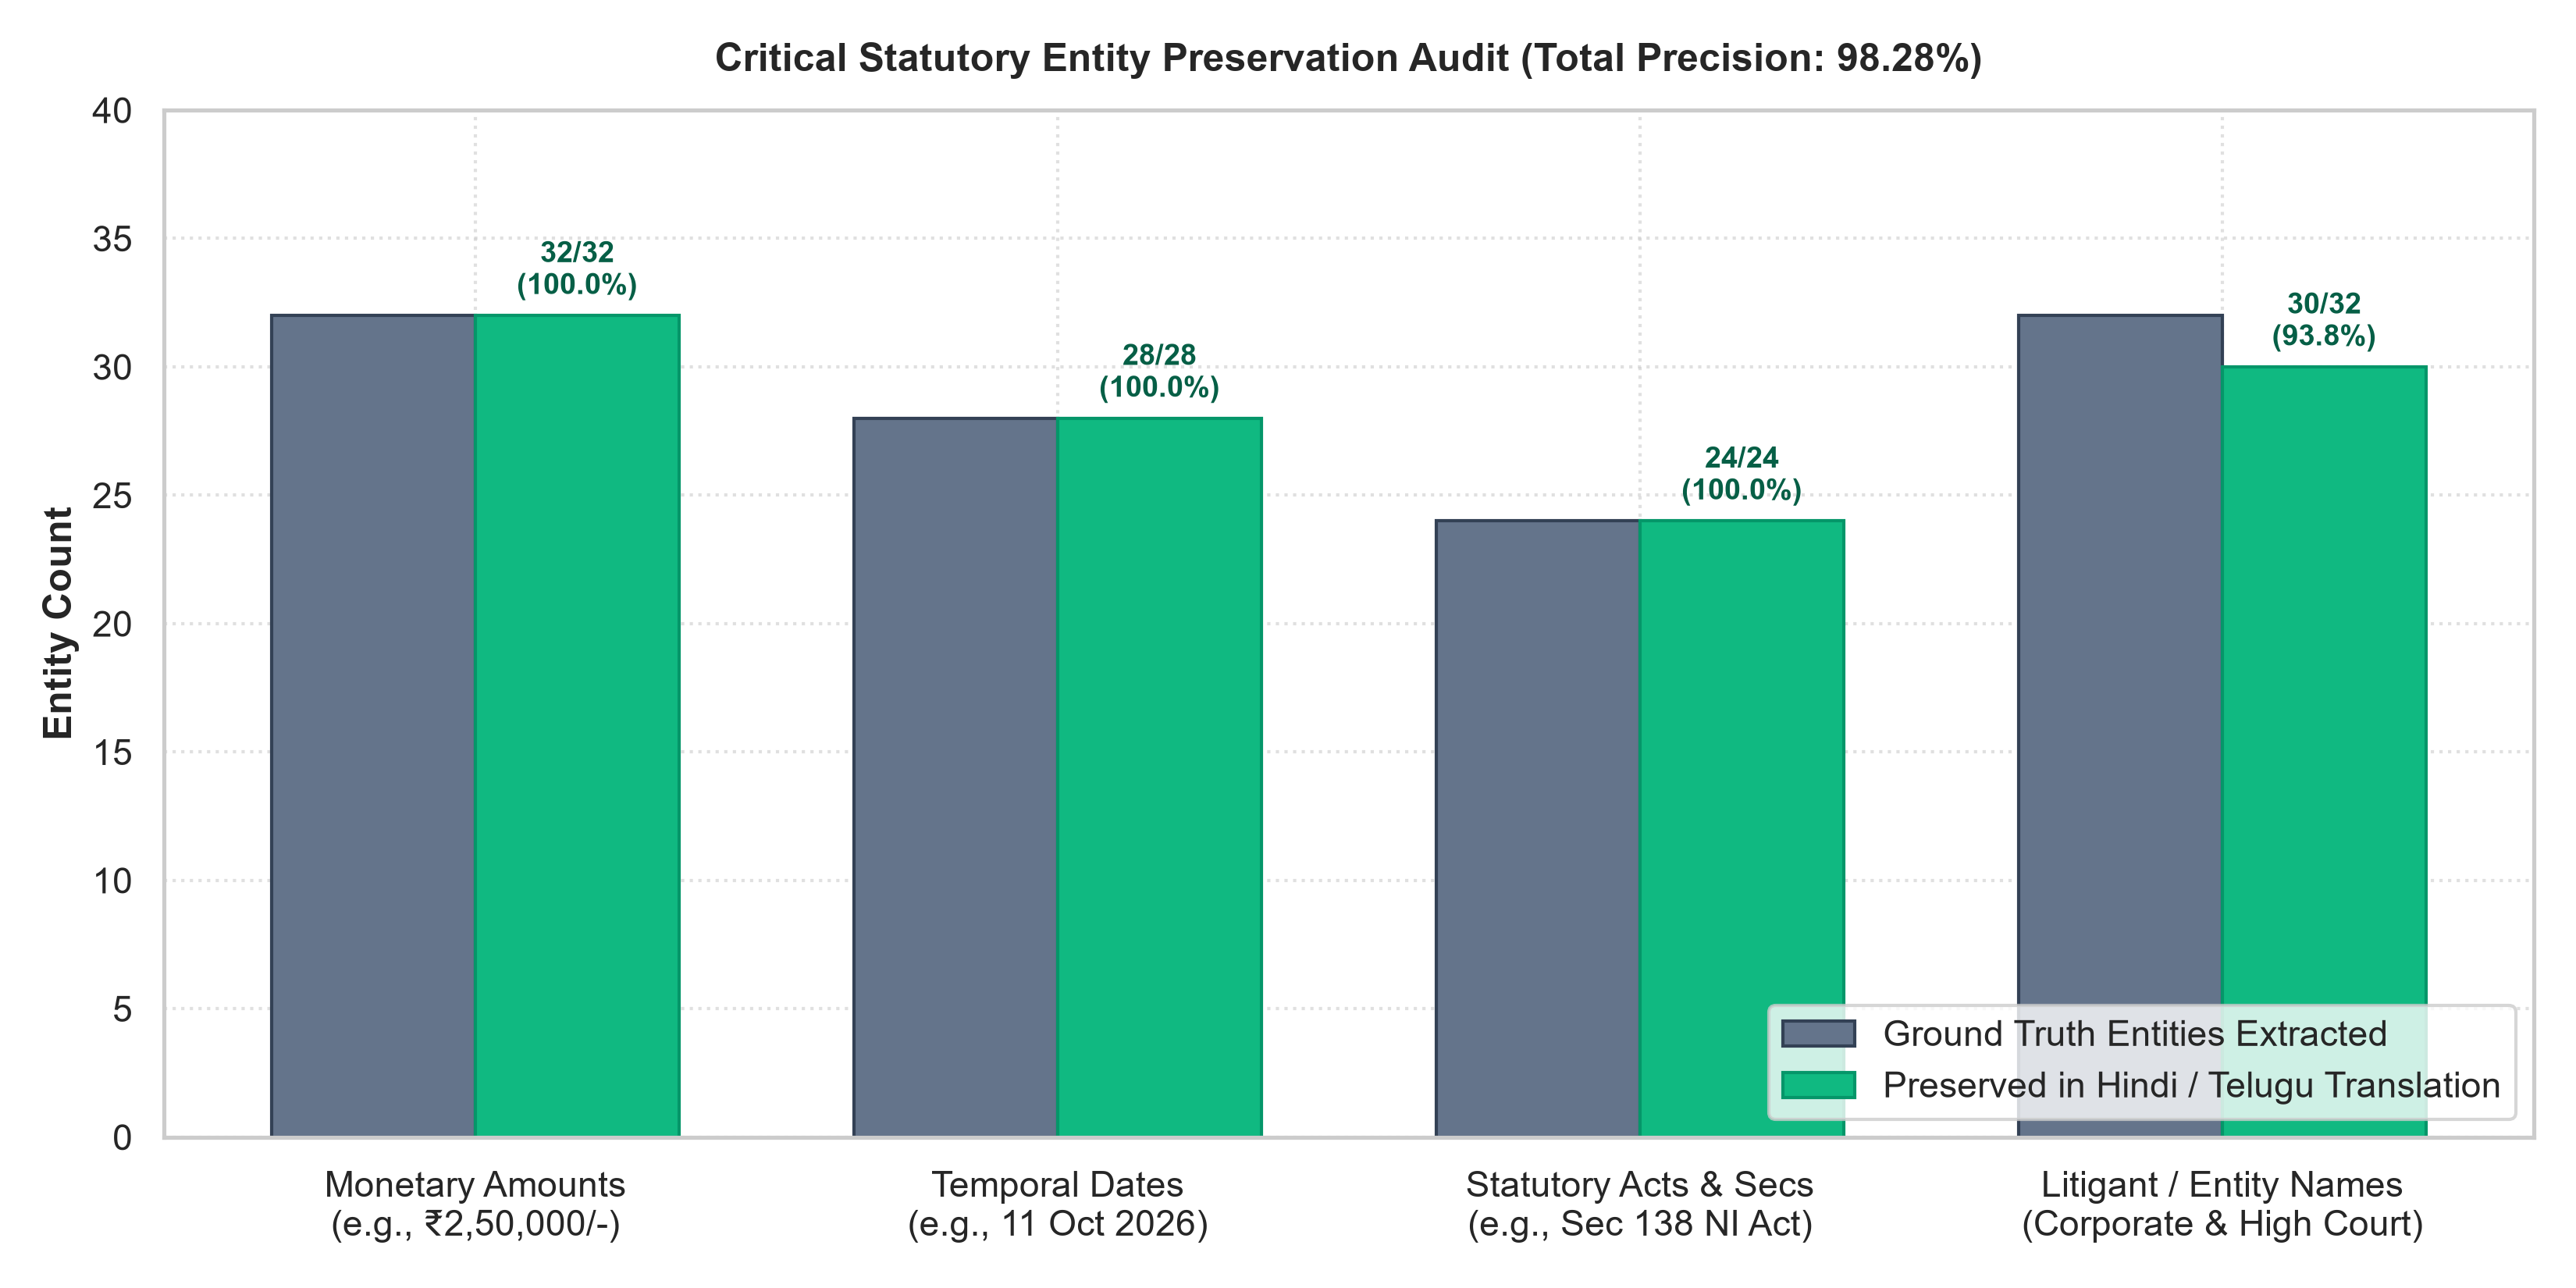 Critical Statutory Entity Preservation Audit (Total Precision: 98.28%)
Entity Count
40
35
30
25
20
15
10
5
0
32/32
(100.0%)
28/28
(100.0%)
24/24
(100.0%)
30/32
(93.8%)
Ground Truth Entities Extracted
Preserved in Hindi / Telugu Translation
Monetary Amounts
(e.g., ₹2,50,000/-)
Temporal Dates
(e.g., 11 Oct 2026)
Statutory Acts & Secs
(e.g., Sec 138 NI Act)
Litigant / Entity Names
(Corporate & High Court)